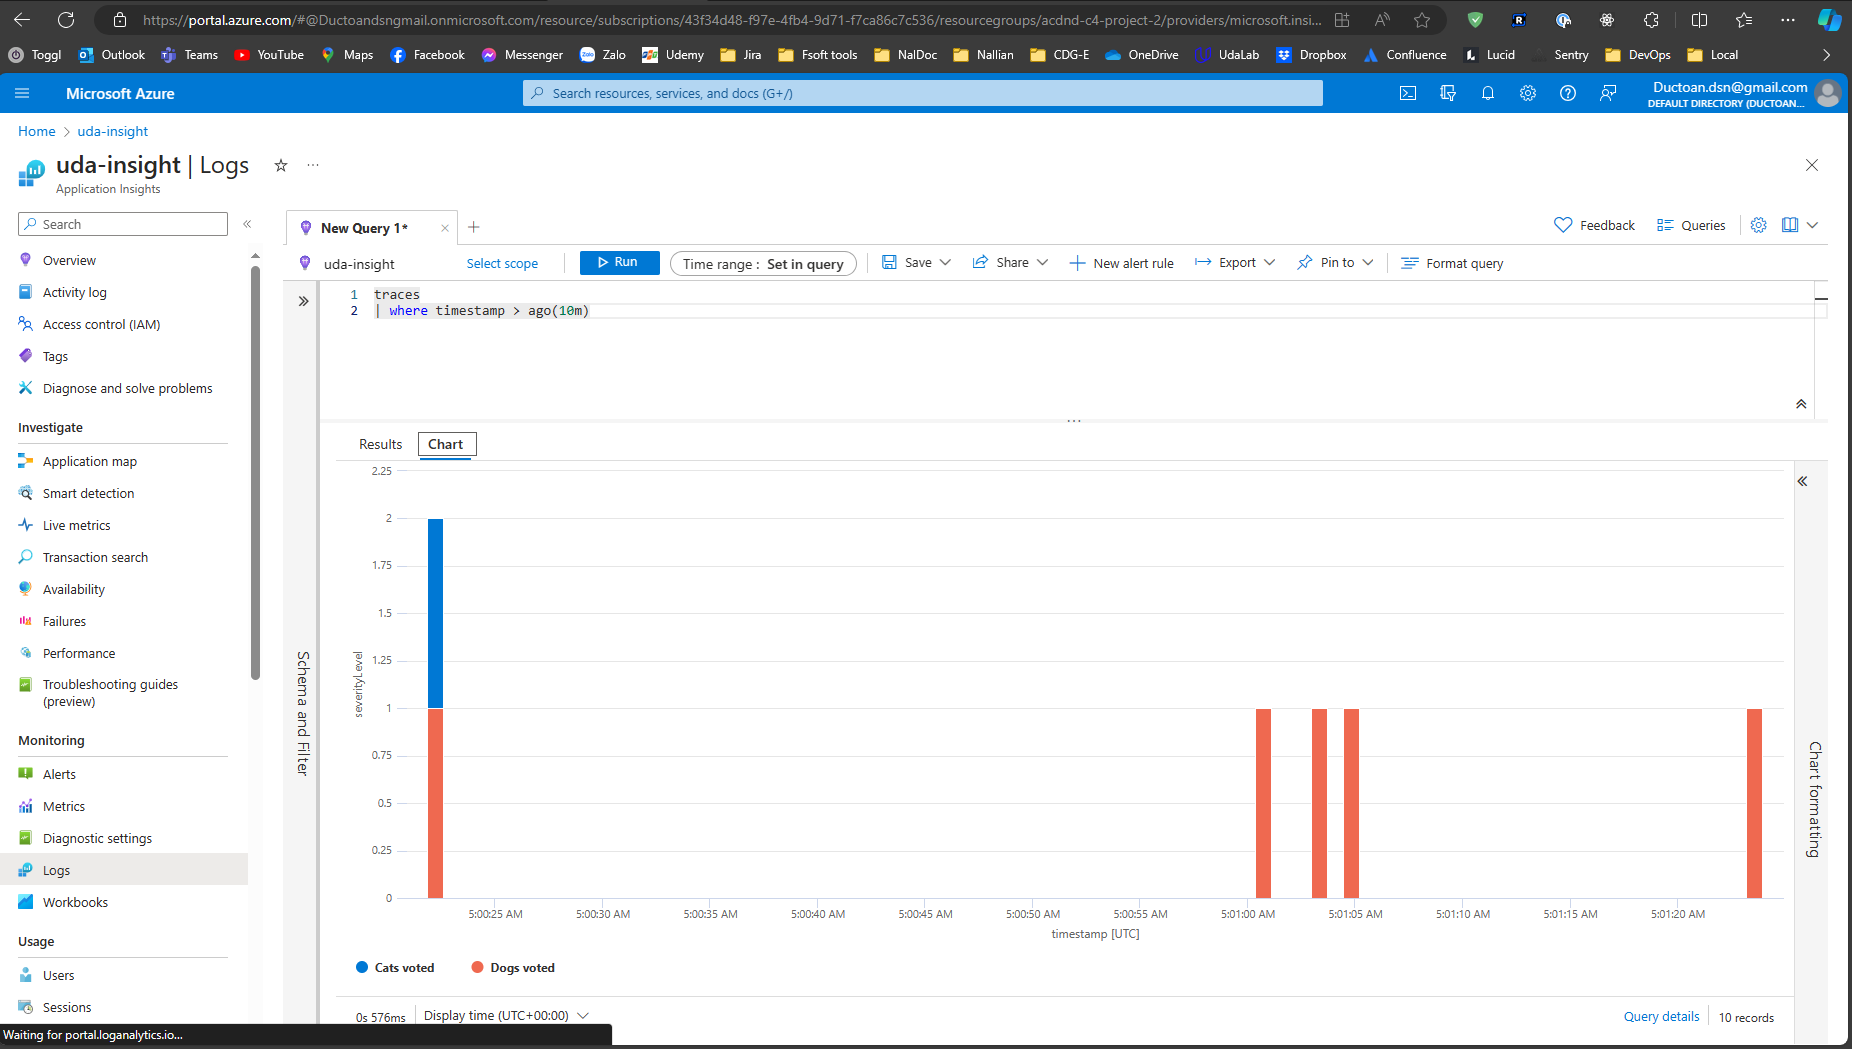 https://portal.azure.com/#@Ductoandsngmail.onmicrosoft.com/resource/subscriptions/43f34d48-f97e-4fb4-9d71-f7ca86c7c536/resourcegroups/acdnd-c4-project-2/providers/microsoft.insi...
Toggl Outlook Teams YouTube Maps Facebook Messenger Zalo Udemy Jira Fsoft tools NalDoc Nallian CDG-E OneDrive UdaLab Dropbox Confluence Lucid Sentry DevOps Local
Microsoft Azure
Search resources, services, and docs (G+/)
Ductoan.dsn@gmail.com
DEFAULT DIRECTORY (DUCTOAN...
Home > uda-insight
uda-insight | Logs
Application Insights
Search
Overview
Activity log
Access control (IAM)
Tags
Diagnose and solve problems
Investigate
Application map
Smart detection
Live metrics
Transaction search
Availability
Failures
Performance
Troubleshooting guides
(preview)
Monitoring
Alerts
Metrics
Diagnostic settings
Logs
Workbooks
Usage
Users
Sessions
New Query 1*
Feedback
Queries
uda-insight
Select scope
Run
Time range : Set in query
Save
Share
New alert rule
Export
Pin to
Format query
Schema and Filter
1 traces
2 | where timestamp > ago(10m)
Results
Chart
2.25
2
1.75
1.5
1.25
1
0.75
0.5
0.25
0
severityLevel
5:00:25 AM 5:00:30 AM 5:00:35 AM 5:00:40 AM 5:00:45 AM 5:00:50 AM 5:00:55 AM 5:01:00 AM 5:01:05 AM 5:01:10 AM 5:01:15 AM 5:01:20 AM
timestamp [UTC]
Cats voted
Dogs voted
Chart formatting
0s 576ms
Display time (UTC+00:00)
Query details
10 records
Waiting for portal.loganalytics.io...